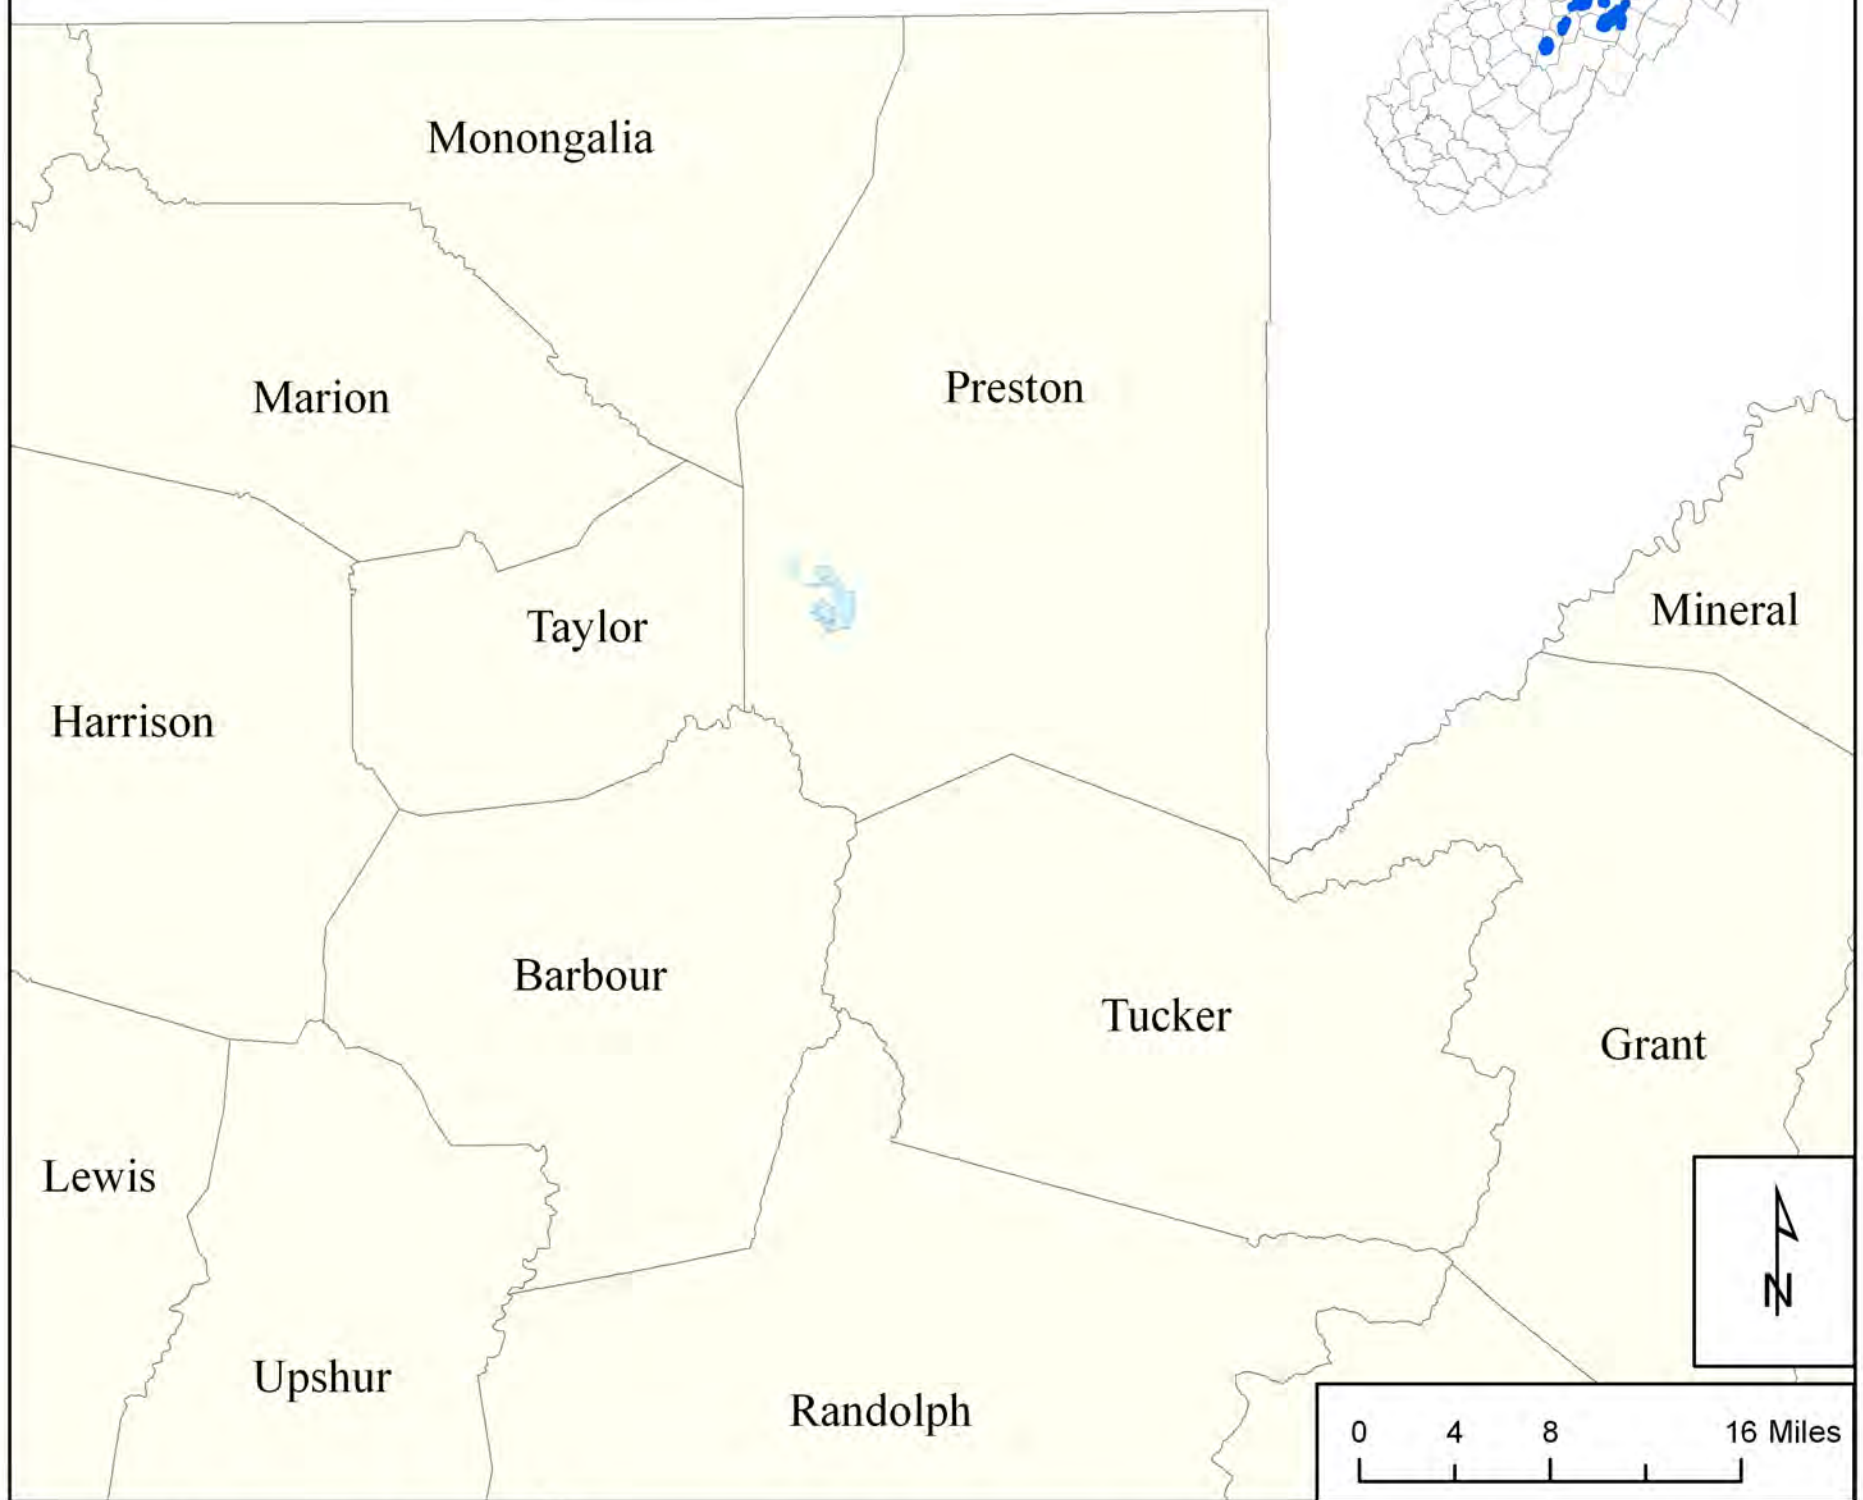 Monongalia
Marion
Preston
Mineral
Taylor
Harrison
Barbour
Tucker
Grant
Lewis
Upshur
Randolph
N
0 4 8 16 Miles